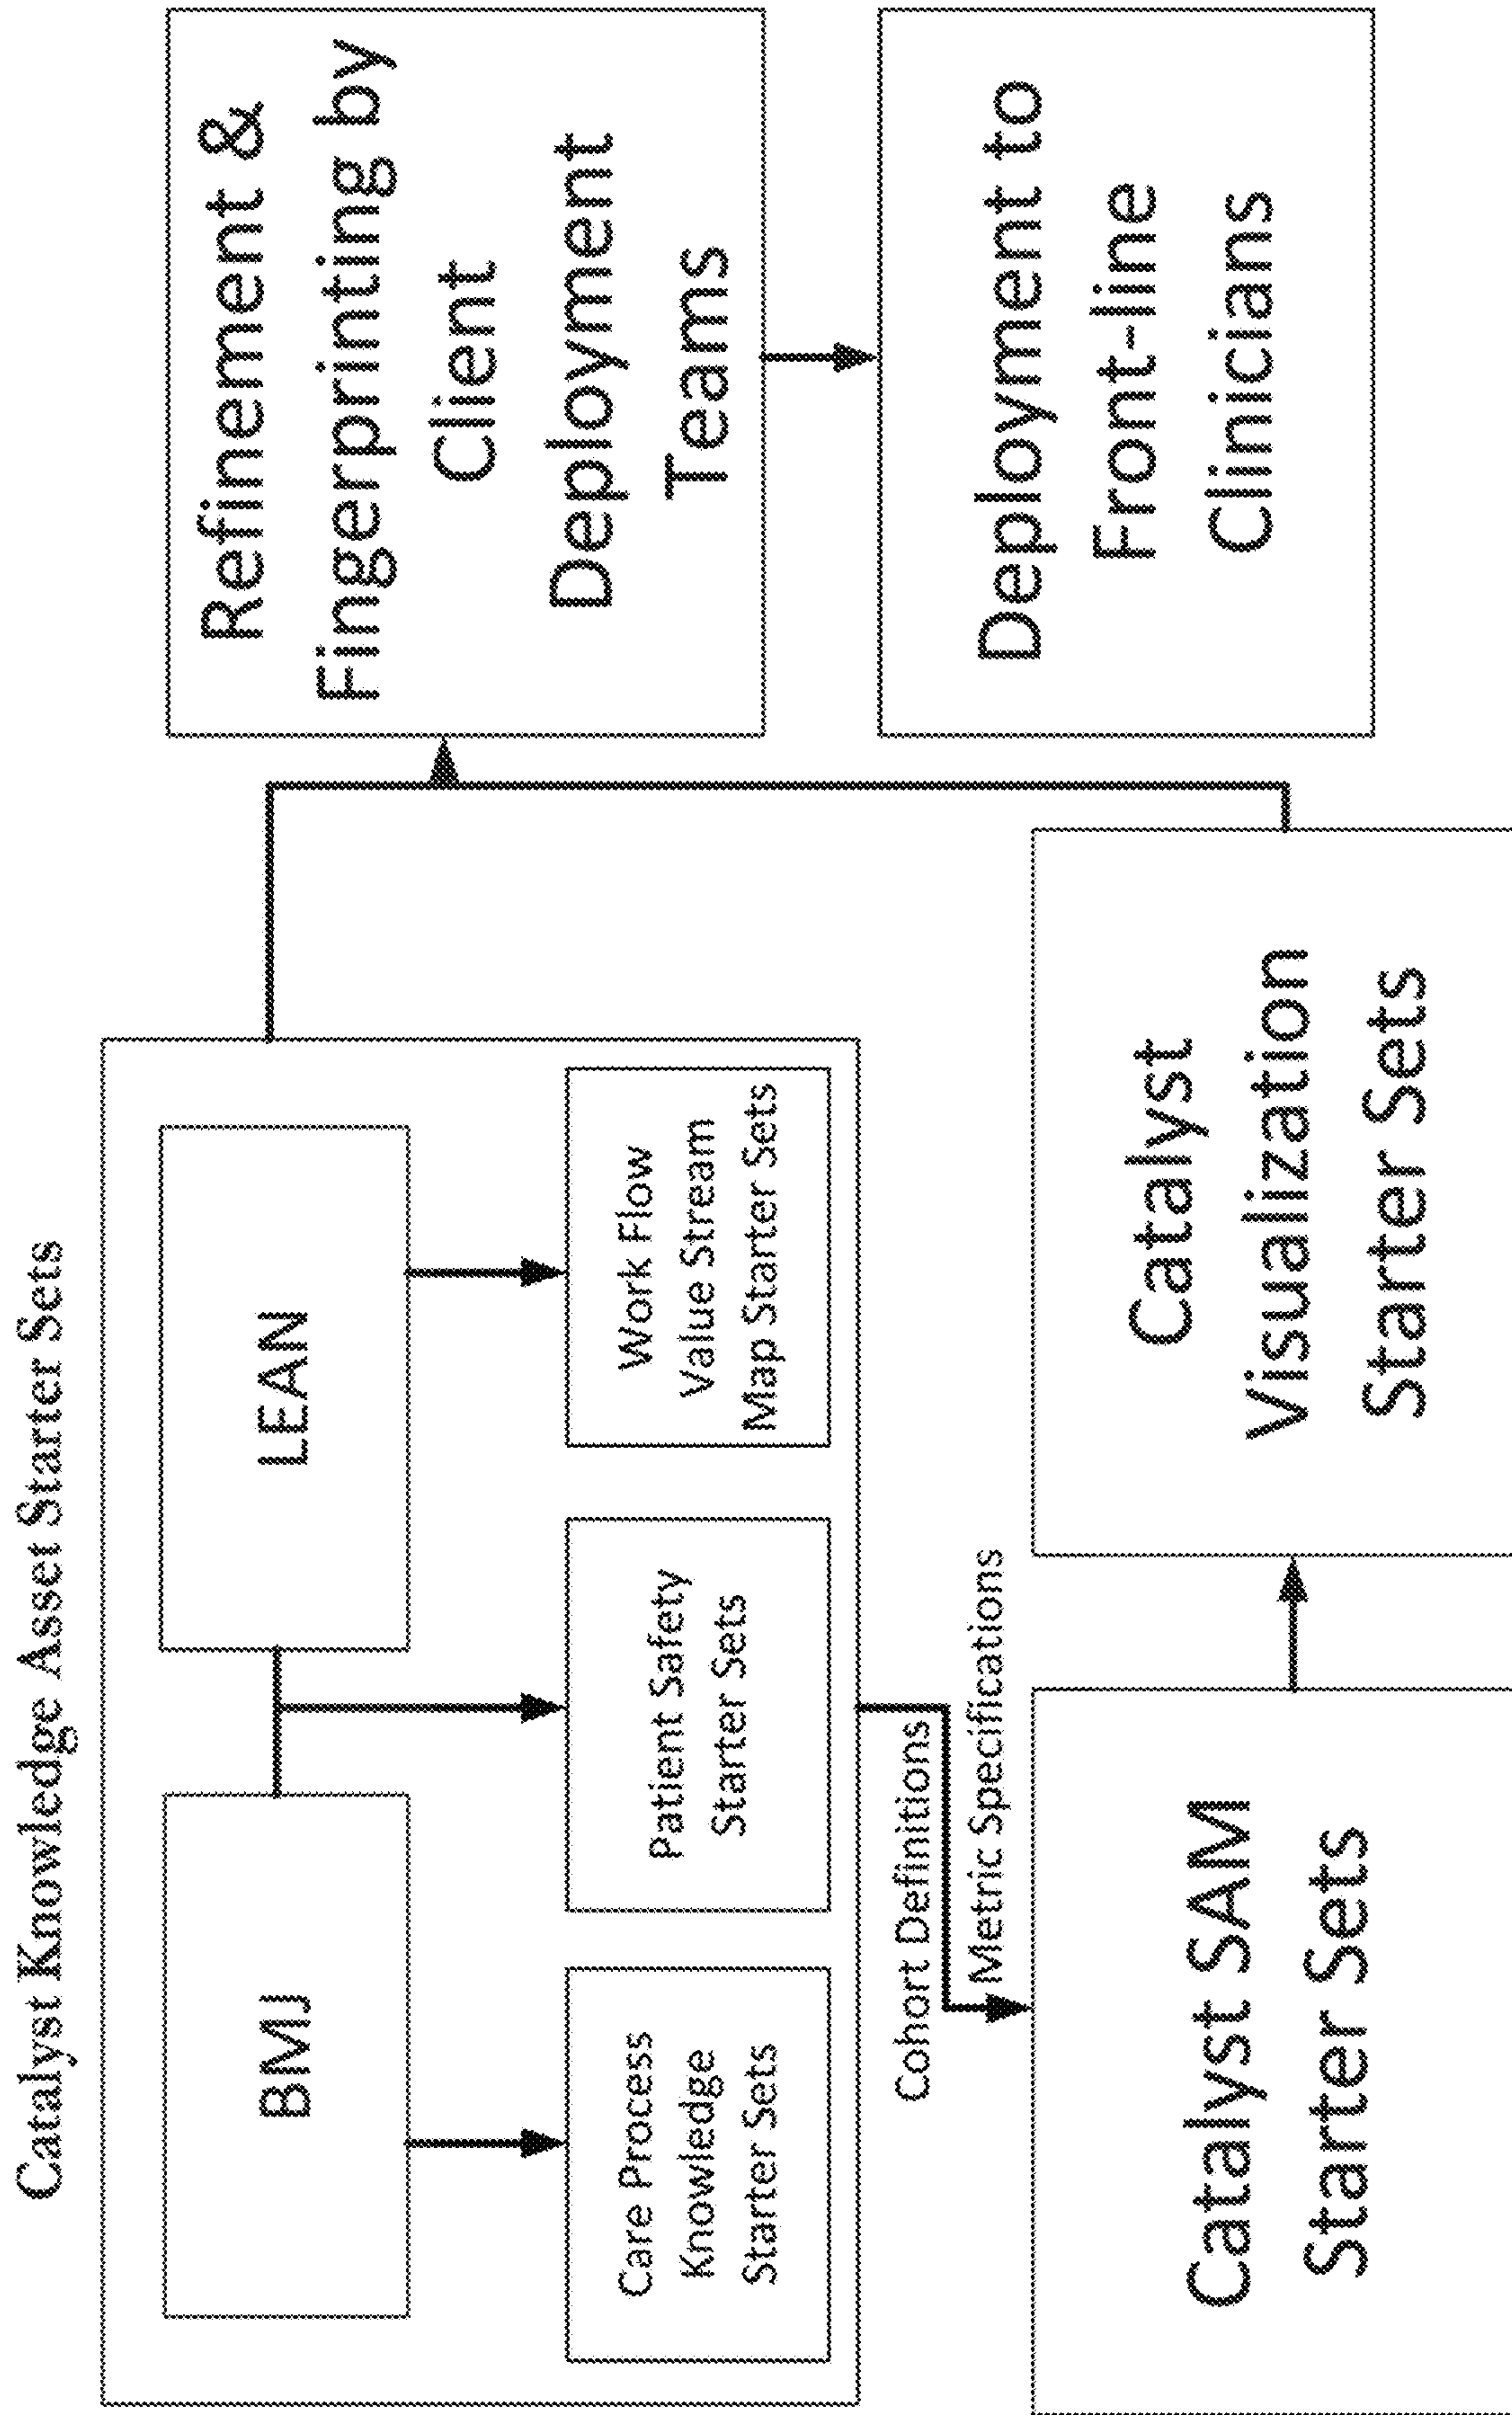 Catalyst Knowledge Asset Starter Sets
BMJ
LEAN
Care Process
Knowledge
Starter Sets
Patient Safety
Starter Sets
Work Flow
Value Stream
Map Starter Sets
Cohort Definitions
Metric Specifications
Catalyst SAM
Starter Sets
Catalyst
Visualization
Starter Sets
Refinement &
Fingerprinting by
Client
Deployment
Teams
Deployment to
Front-line
Clinicians